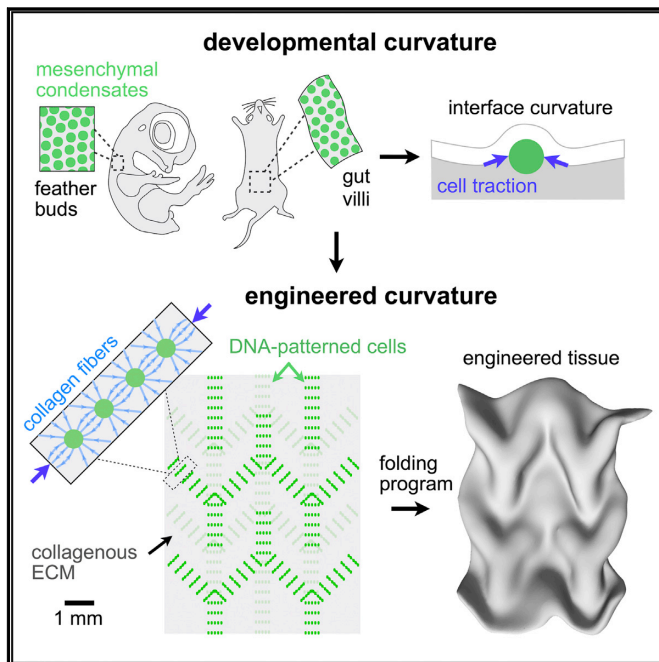 developmental curvature
mesenchymal
condensates
feather
buds
gut
villi
interface curvature
cell traction
engineered curvature
collagen fibers
DNA-patterned cells
engineered tissue
folding
program
collagenous
ECM
1 mm